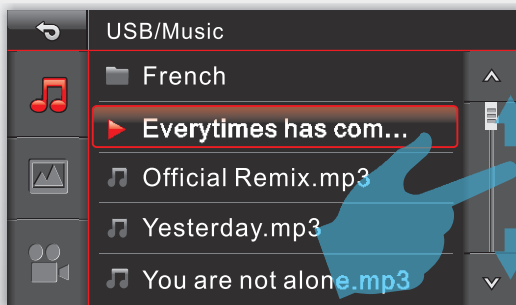 USB/Music
French
Everytimes has com...
Official Remix.mp3
Yesterday.mp3
You are not alone.mp3